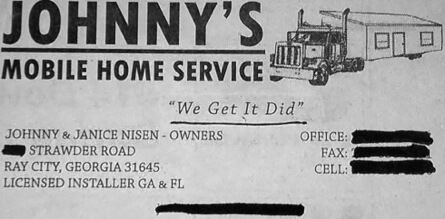 JOHNNY'S
MOBILE HOME SERVICE
"We Get It Did"
JOHNNY & JANICE NISEN - OWNERS
STRAWDER ROAD
RAY CITY, GEORGIA 31645
LICENSED INSTALLER GA & FL
OFFICE:
FAX:
CELL: